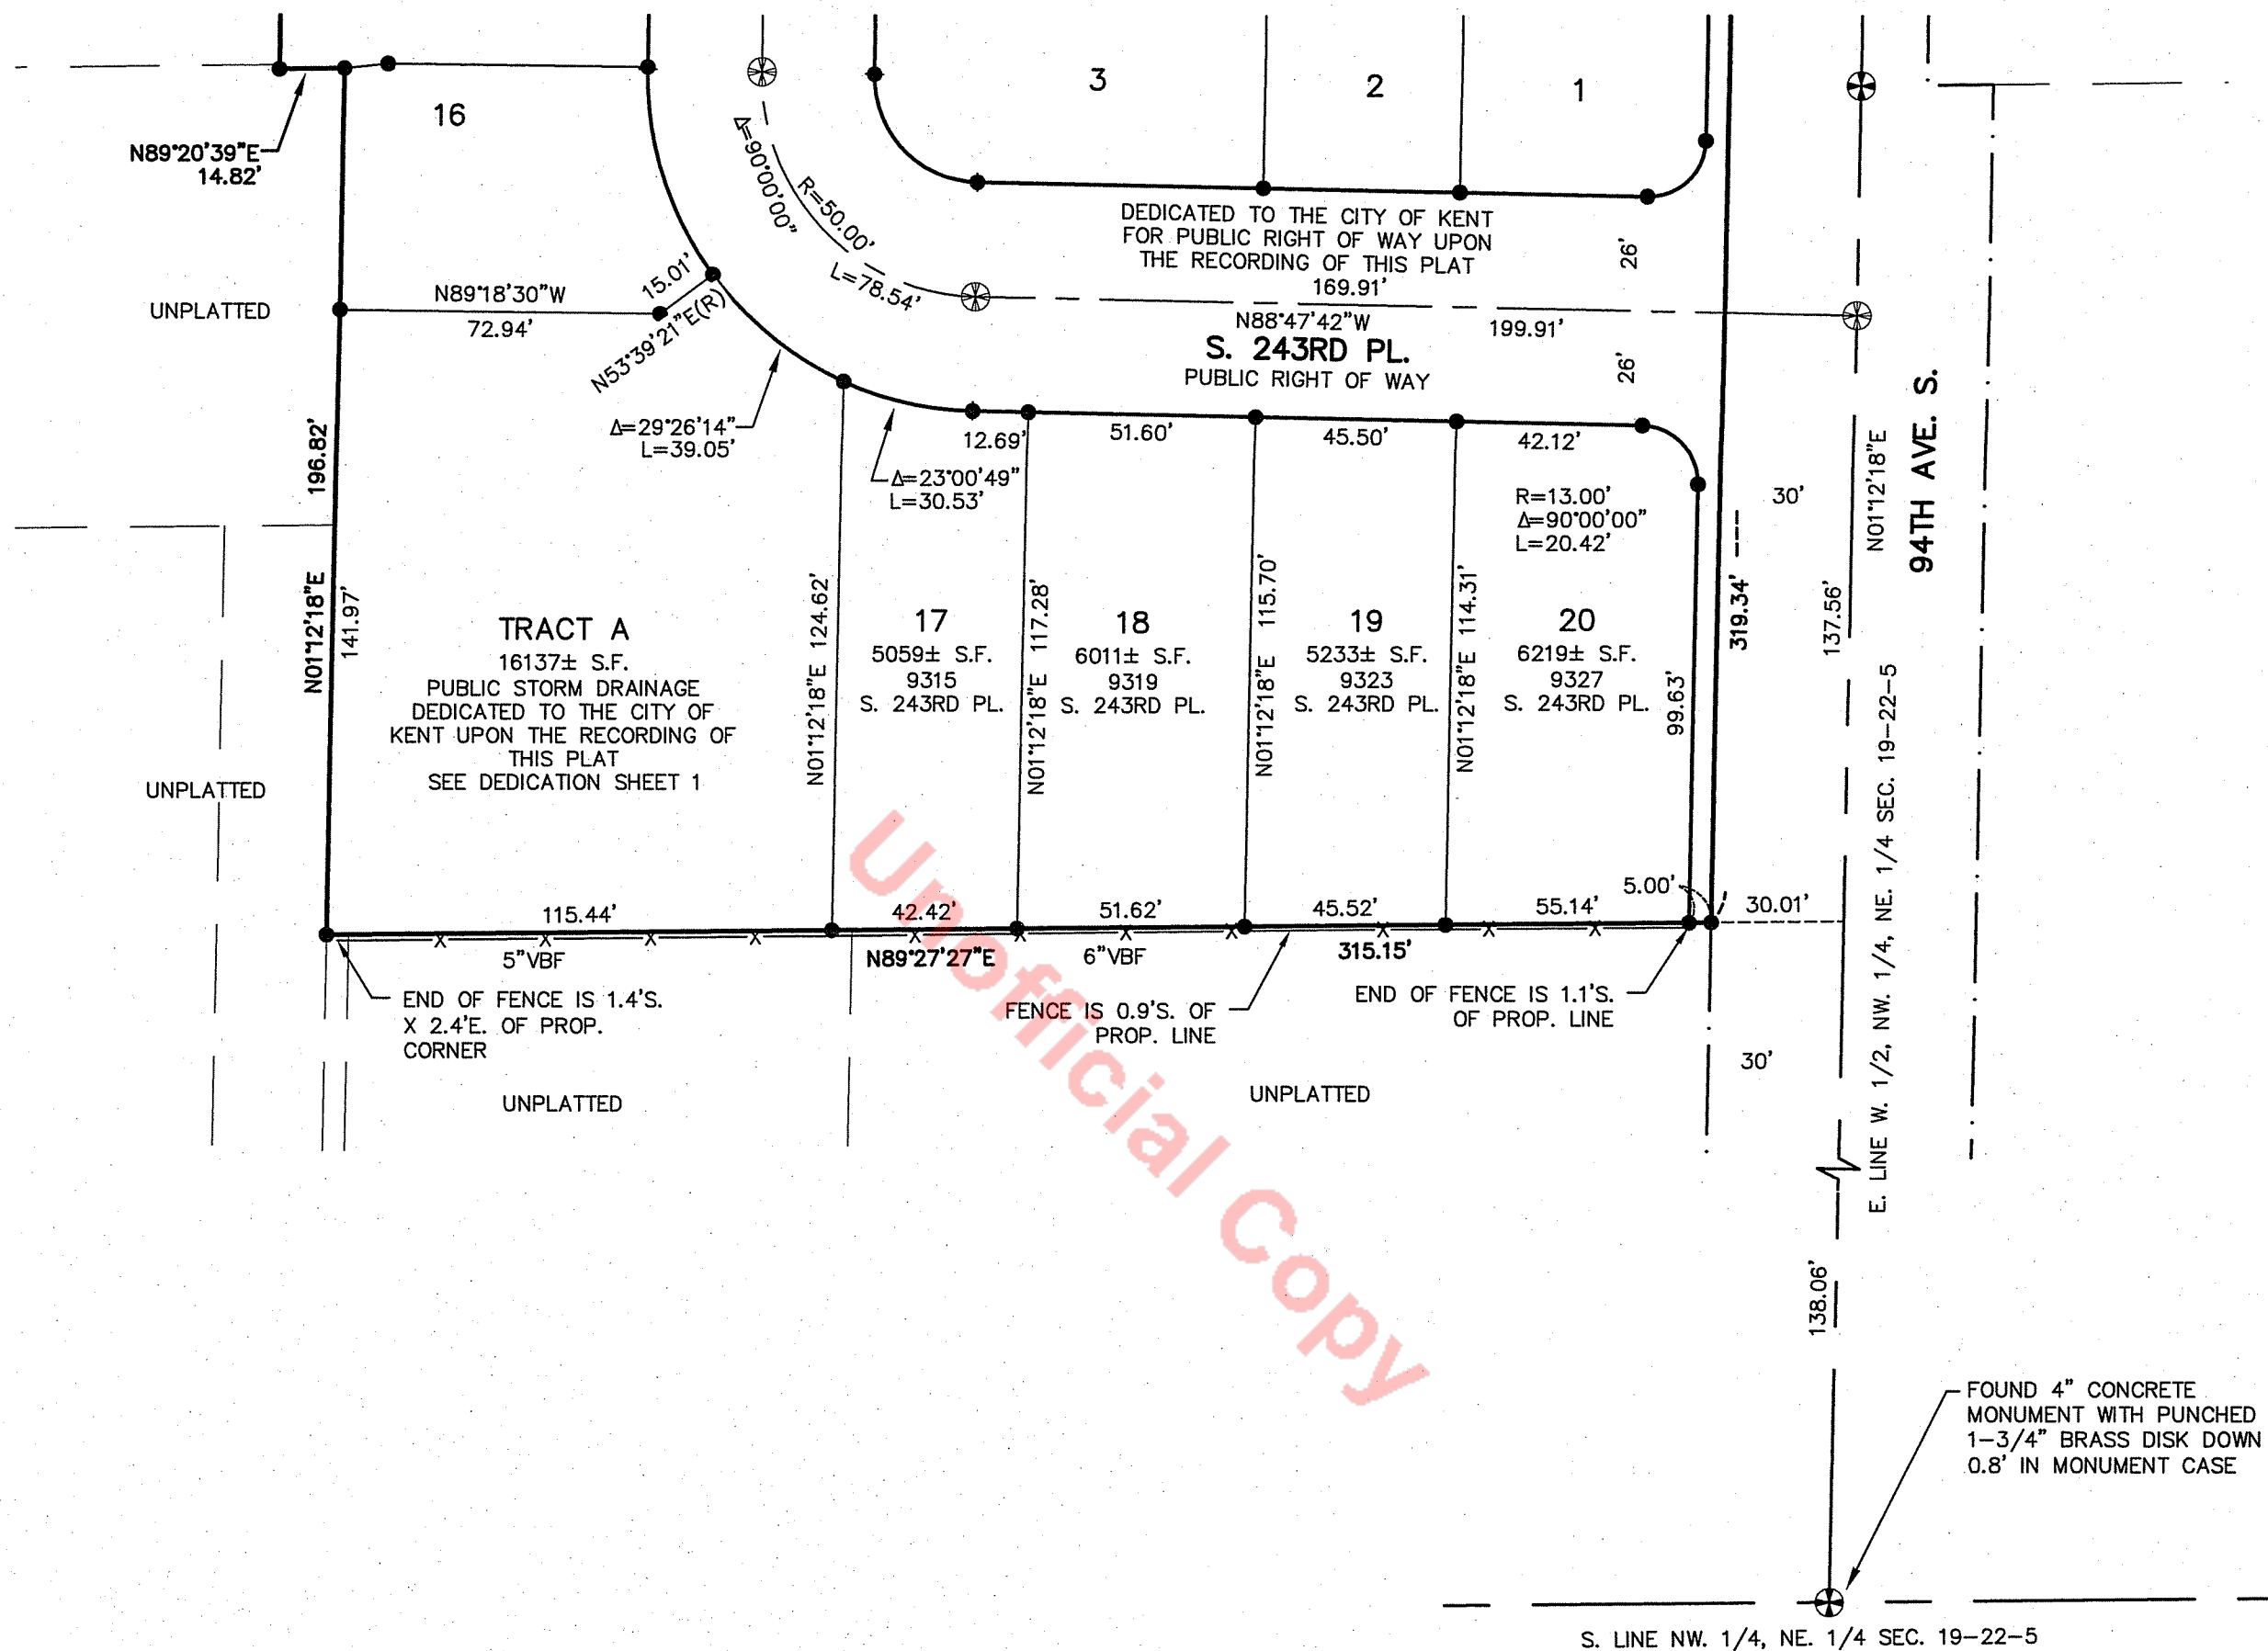 3
2
1
16
N89°20'39"E
14.82'
Δ=90°00'00"
R=50.00'
L=78.54'
DEDICATED TO THE CITY OF KENT
FOR PUBLIC RIGHT OF WAY UPON
THE RECORDING OF THIS PLAT
169.91'
26'
N88°47'42"W
199.91'
S. 243RD PL.
PUBLIC RIGHT OF WAY
26'
UNPLATTED
N89°18'30"W
72.94'
15.01'
N53°39'21"E(R)
Δ=29°26'14"
L=39.05'
Δ=23°00'49"
L=30.53'
12.69'
51.60'
45.50'
42.12'
R=13.00'
Δ=90°00'00"
L=20.42'
30'
N01°12'18"E
94TH AVE. S.
N01°12'18"E 196.82'
141.97'
TRACT A
16137± S.F.
PUBLIC STORM DRAINAGE
DEDICATED TO THE CITY OF
KENT UPON THE RECORDING OF
THIS PLAT
SEE DEDICATION SHEET 1
N01°12'18"E 124.62'
17
5059± S.F.
9315
S. 243RD PL.
N01°12'18"E 117.28'
18
6011± S.F.
9319
S. 243RD PL.
N01°12'18"E 115.70'
19
5233± S.F.
9323
S. 243RD PL.
N01°12'18"E 114.31'
20
6219± S.F.
9327
S. 243RD PL.
99.63'
319.34'
137.56'
E. LINE W. 1/2, NW. 1/4, NE. 1/4 SEC. 19-22-5
UNPLATTED
115.44'
42.42'
51.62'
45.52'
55.14'
5.00'
30.01'
5"VBF
N89°27'27"E
6"VBF
315.15'
END OF FENCE IS 1.4'S.
X 2.4'E. OF PROP.
CORNER
FENCE IS 0.9'S. OF
PROP. LINE
END OF FENCE IS 1.1'S.
OF PROP. LINE
30'
UNPLATTED
UNPLATTED
Unofficial Copy
138.06'
FOUND 4" CONCRETE
MONUMENT WITH PUNCHED
1-3/4" BRASS DISK DOWN
0.8' IN MONUMENT CASE
S. LINE NW. 1/4, NE. 1/4 SEC. 19-22-5